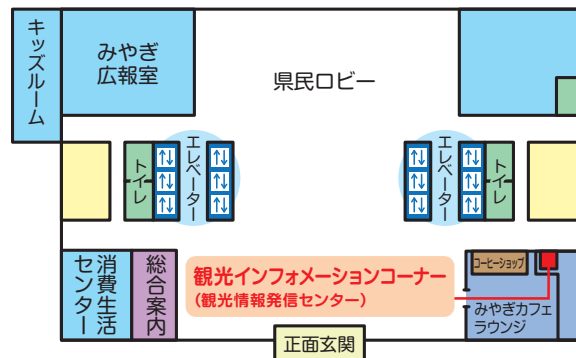 キッズルーム
みやぎ
広報室
県民ロビー
トイレ
エレベーター
エレベーター
トイレ
消費生活
センター
総合案内
観光インフォメーションコーナー
(観光情報発信センター)
コーヒーショップ
みやぎカフェ
ラウンジ
正面玄関